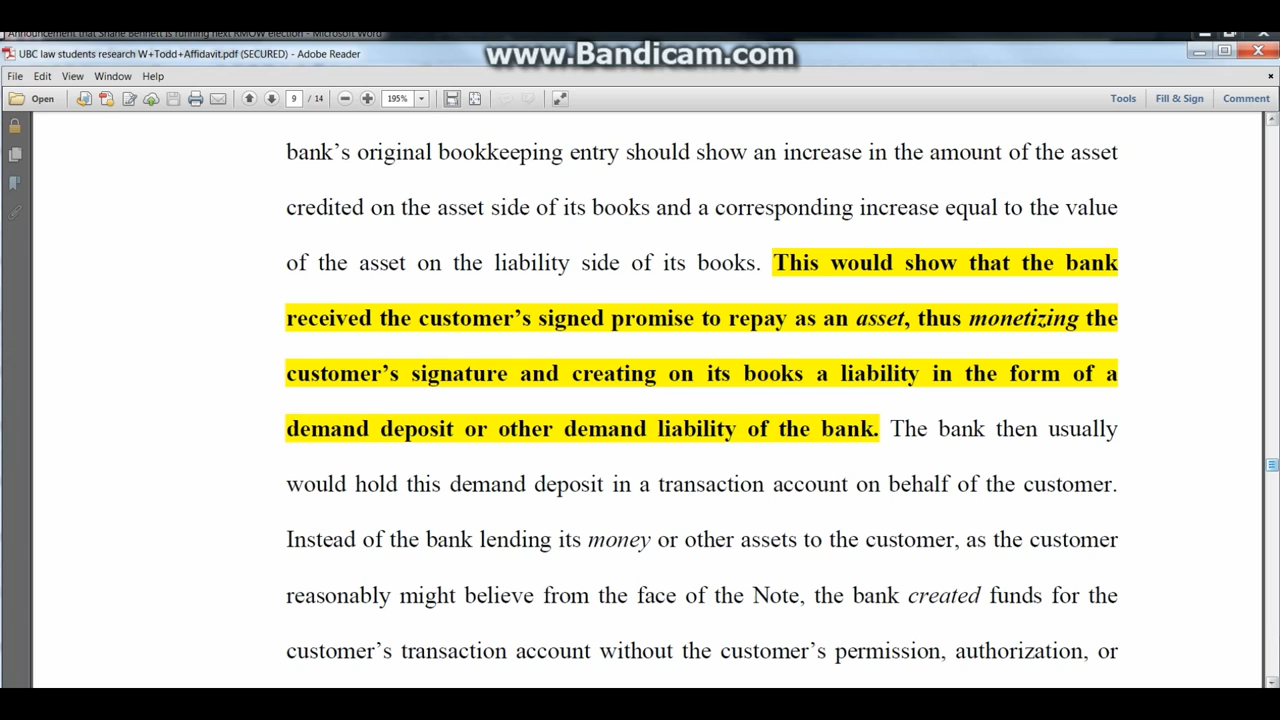 Announcement that Shane Bennett is running next RMOW election - Microsoft Word
UBC law students research W+Todd+Affidavit.pdf (SECURED) - Adobe Reader
www.Bandicam.com
File Edit View Window Help
Open 9 / 14 195% Tools Fill & Sign Comment
bank’s original bookkeeping entry should show an increase in the amount of the asset
credited on the asset side of its books and a corresponding increase equal to the value
of the asset on the liability side of its books. This would show that the bank
received the customer’s signed promise to repay as an asset, thus monetizing the
customer’s signature and creating on its books a liability in the form of a
demand deposit or other demand liability of the bank. The bank then usually
would hold this demand deposit in a transaction account on behalf of the customer.
Instead of the bank lending its money or other assets to the customer, as the customer
reasonably might believe from the face of the Note, the bank created funds for the
customer’s transaction account without the customer’s permission, authorization, or